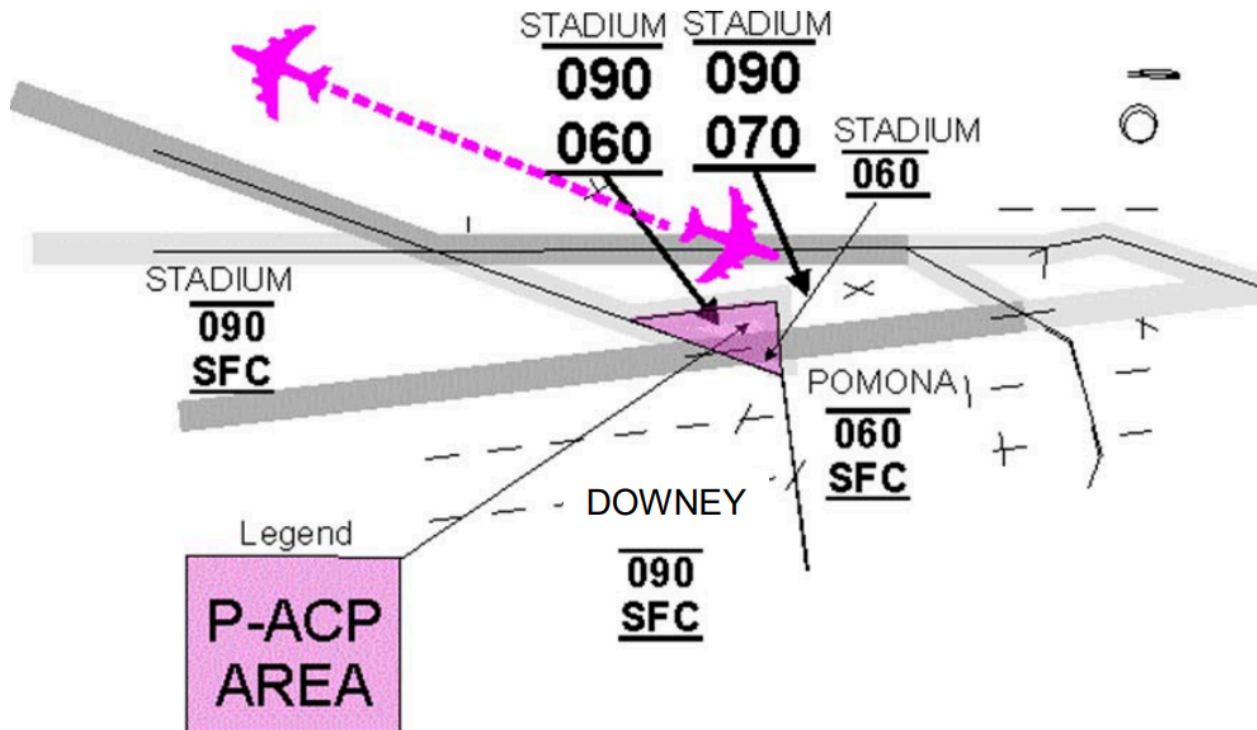 STADIUM
090
060
STADIUM
090
070
STADIUM
060
STADIUM
090
SFC
POMONA
060
SFC
DOWNEY
090
SFC
Legend
P-ACP
AREA